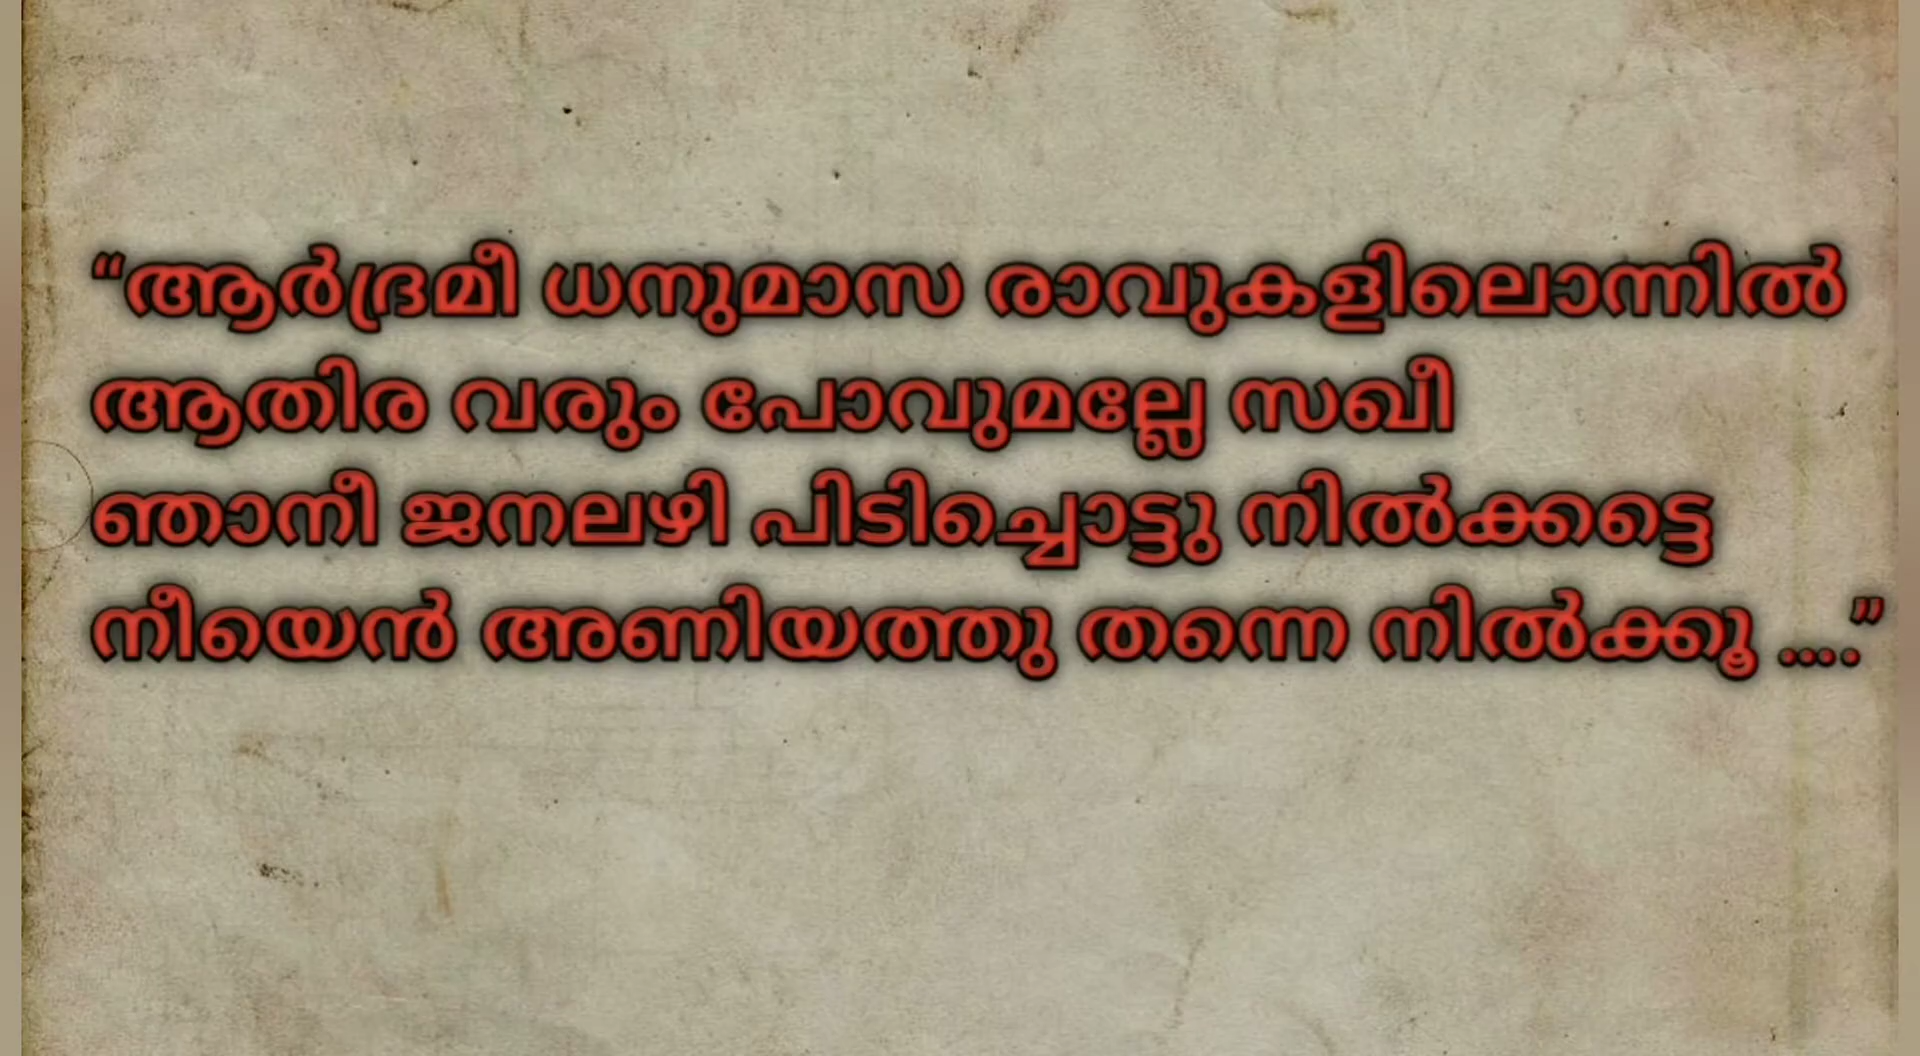 “ആർദ്രമീ ധനുമാസ രാവുകളിലൊന്നിൽ
ആതിര വരും പോവുമല്ലേ സഖീ
ഞാനീ ജനലഴി പിടിച്ചൊട്ടു നിൽക്കട്ടെ
നീയെൻ അണിയത്തു തന്നെ നിൽക്കൂ ....”